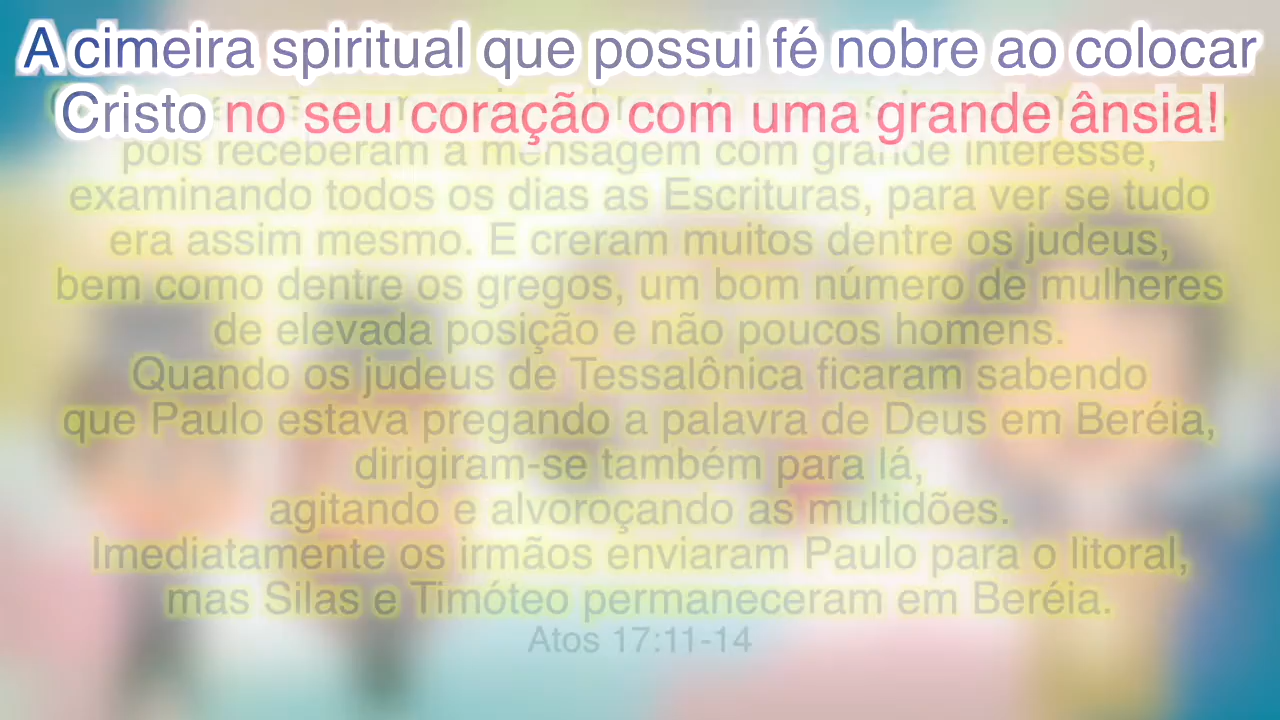 A cimeira spiritual que possui fé nobre ao colocar
Cristo no seu coração com uma grande ânsia!
pois receberam a mensagem com grande interesse,
examinando todos os dias as Escrituras, para ver se tudo
era assim mesmo. E creram muitos dentre os judeus,
bem como dentre os gregos, um bom número de mulheres
de elevada posição e não poucos homens.
Quando os judeus de Tessalônica ficaram sabendo
que Paulo estava pregando a palavra de Deus em Beréia,
dirigiram-se também para lá,
agitando e alvoroçando as multidões.
Imediatamente os irmãos enviaram Paulo para o litoral,
mas Silas e Timóteo permaneceram em Beréia.
Atos 17:11-14